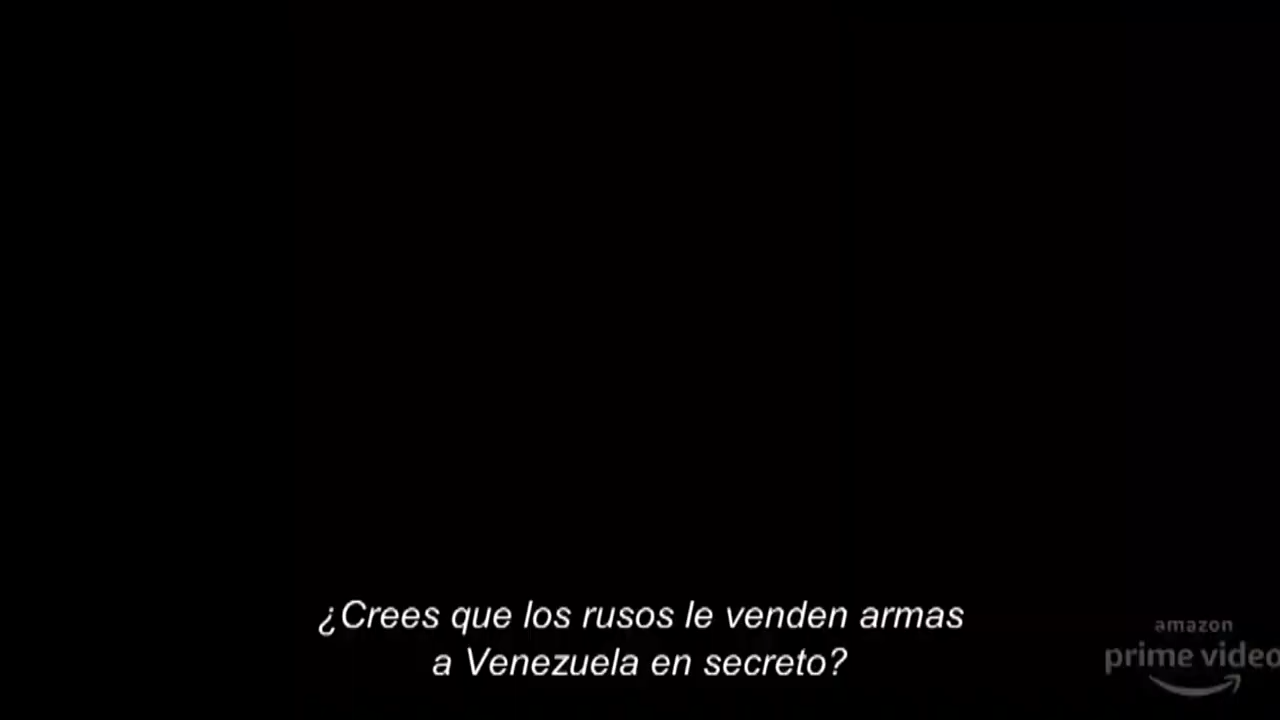 ¿Crees que los rusos le venden armas
a Venezuela en secreto?
amazon
prime video